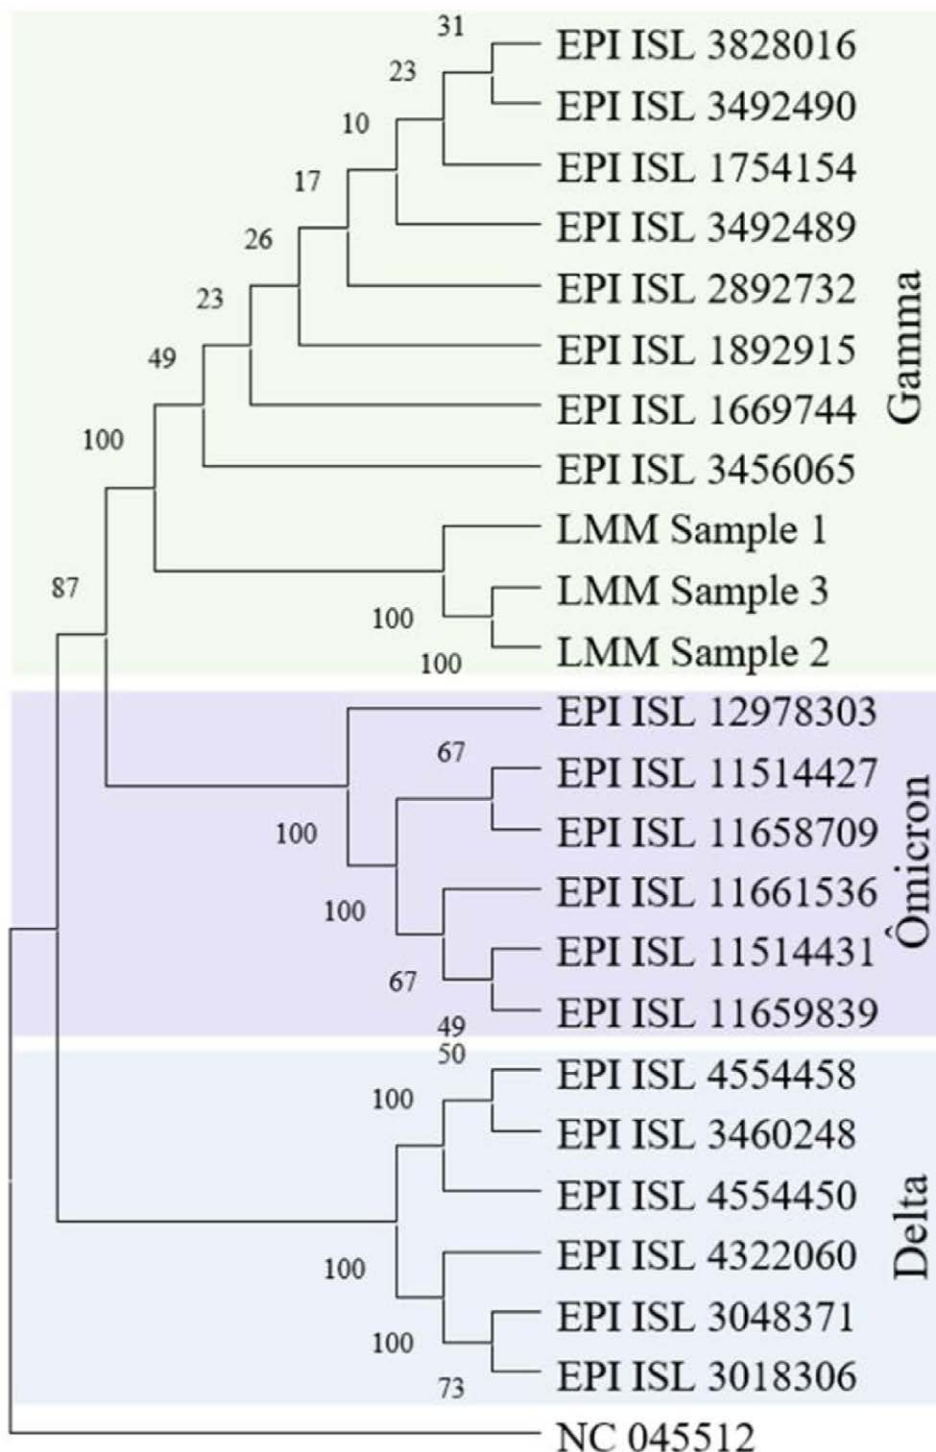 31
EPI ISL 3828016
23
EPI ISL 3492490
10
EPI ISL 1754154
17
EPI ISL 3492489
26
EPI ISL 2892732
23
EPI ISL 1892915
49
EPI ISL 1669744
100
EPI ISL 3456065
Gamma
LMM Sample 1
87
LMM Sample 3
100
LMM Sample 2
100
EPI ISL 12978303
67
EPI ISL 11514427
100
EPI ISL 11658709
EPI ISL 11661536
100
EPI ISL 11514431
67
EPI ISL 11659839
49
Ômicron
50
EPI ISL 4554458
100
EPI ISL 3460248
EPI ISL 4554450
EPI ISL 4322060
100
EPI ISL 3048371
100
EPI ISL 3018306
73
Delta
NC 045512